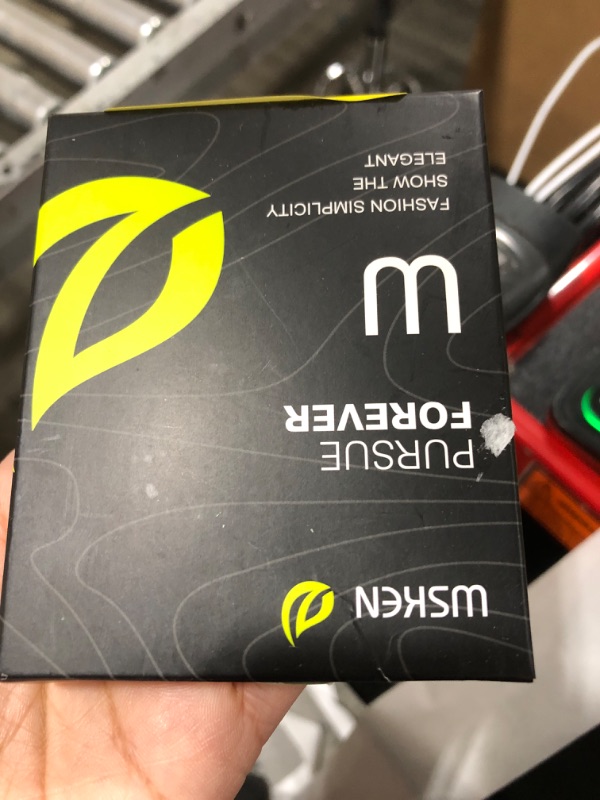 WSKEN
PURSUE
FOREVER
W
FASHION SIMPLICITY
SHOW THE
ELEGANT